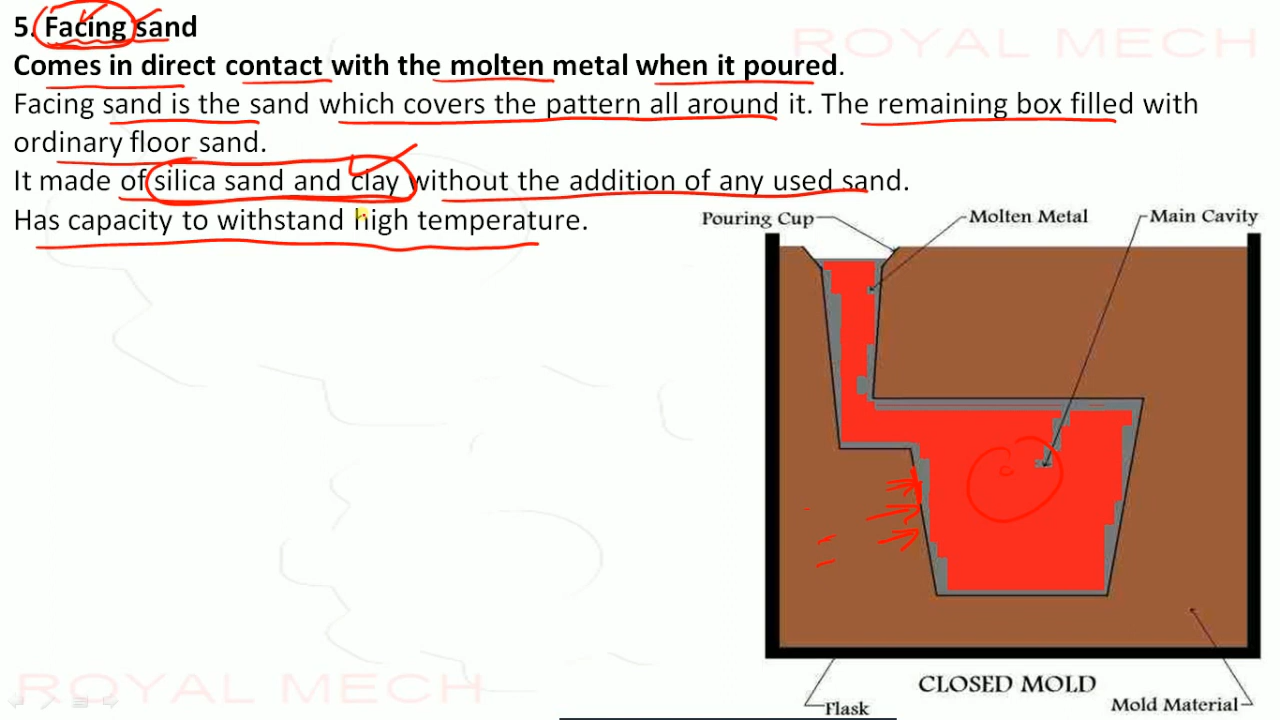 5. Facing sand
ROYAL MECH
Comes in direct contact with the molten metal when it poured.
Facing sand is the sand which covers the pattern all around it. The remaining box filled with
ordinary floor sand.
It made of silica sand and clay without the addition of any used sand.
Has capacity to withstand high temperature.
Pouring Cup
Molten Metal
Main Cavity
ROYAL MECH
CLOSED MOLD
Flask
Mold Material